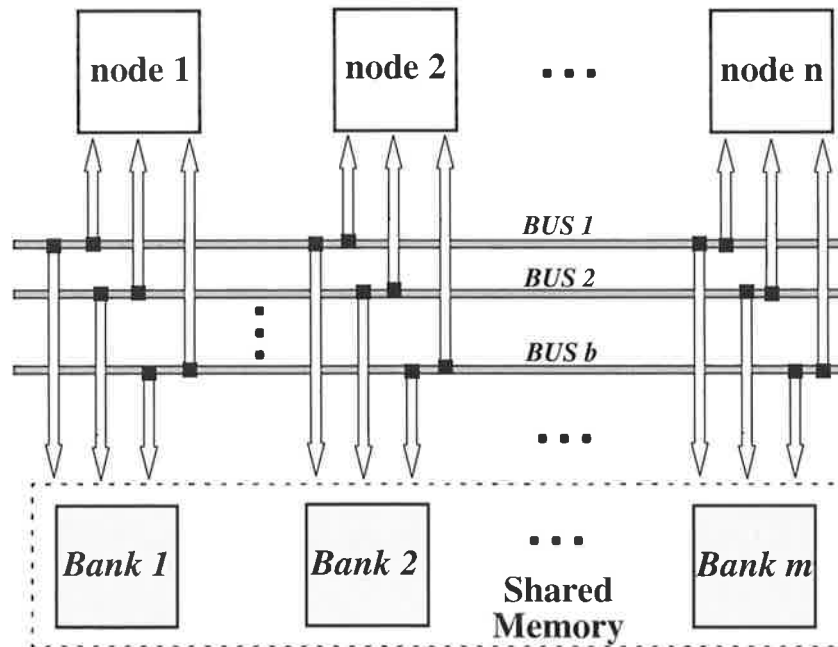 node 1 node 2 node n
BUS 1
BUS 2
BUS b
Bank 1 Bank 2 Bank m
Shared
Memory